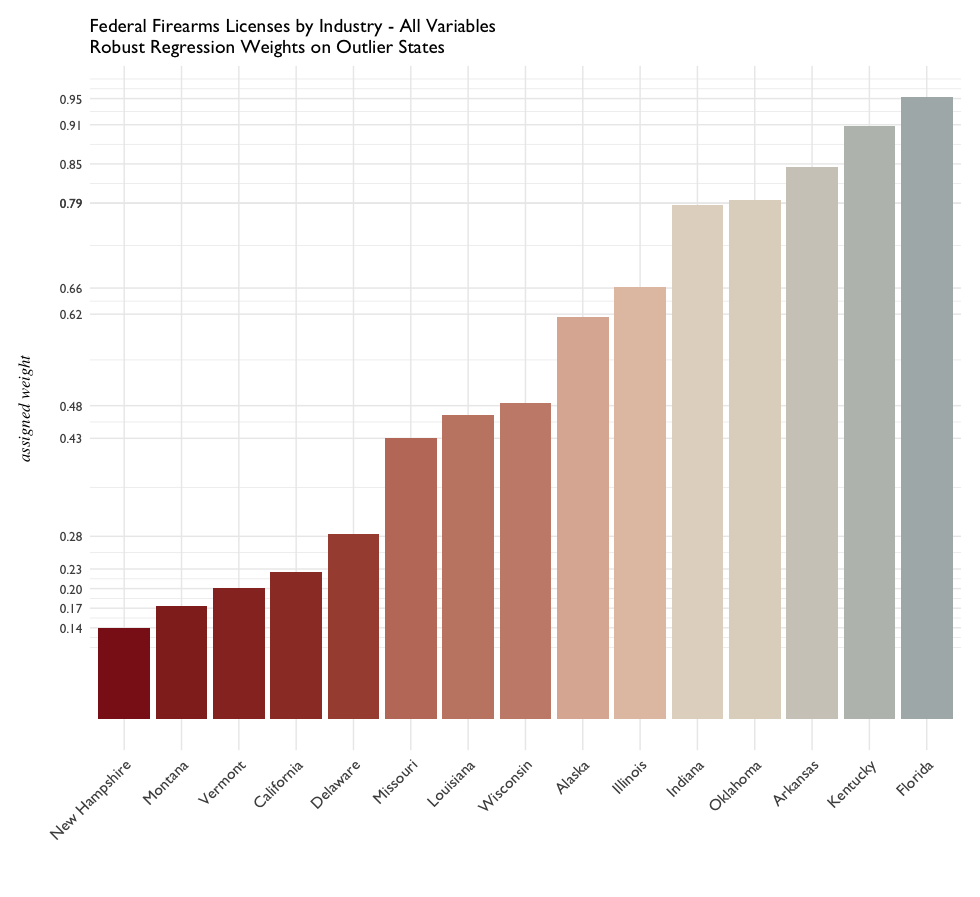 Federal Firearms Licenses by Industry - All Variables
Robust Regression Weights on Outlier States
0.95
0.91
0.85
0.79
0.66
0.62
0.48
0.43
0.28
0.23
0.20
0.17
0.14
assigned weight
New Hampshire
Montana
Vermont
California
Delaware
Missouri
Louisiana
Wisconsin
Alaska
Illinois
Indiana
Oklahoma
Arkansas
Kentucky
Florida